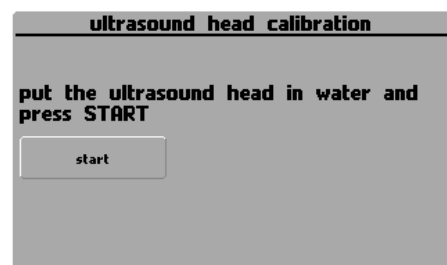 ultrasound head calibration
put the ultrasound head in water and
press START
start